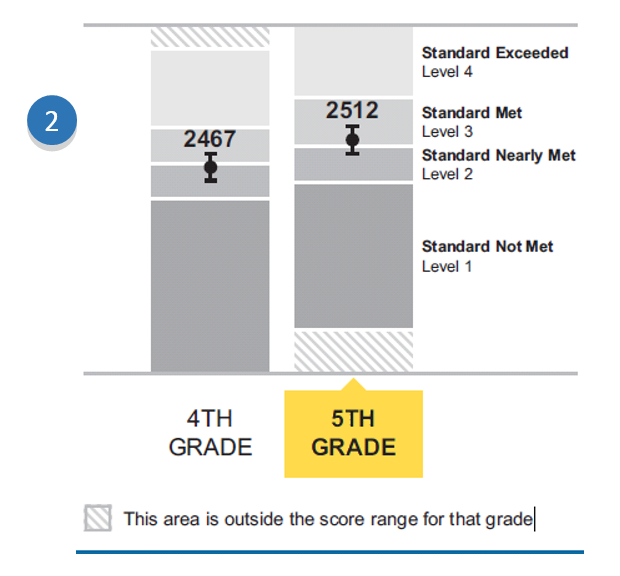 Standard Exceeded
Level 4
2
2512
Standard Met
Level 3
2467
Standard Nearly Met
Level 2
Standard Not Met
Level 1
4TH
GRADE
5TH
GRADE
This area is outside the score range for that grade